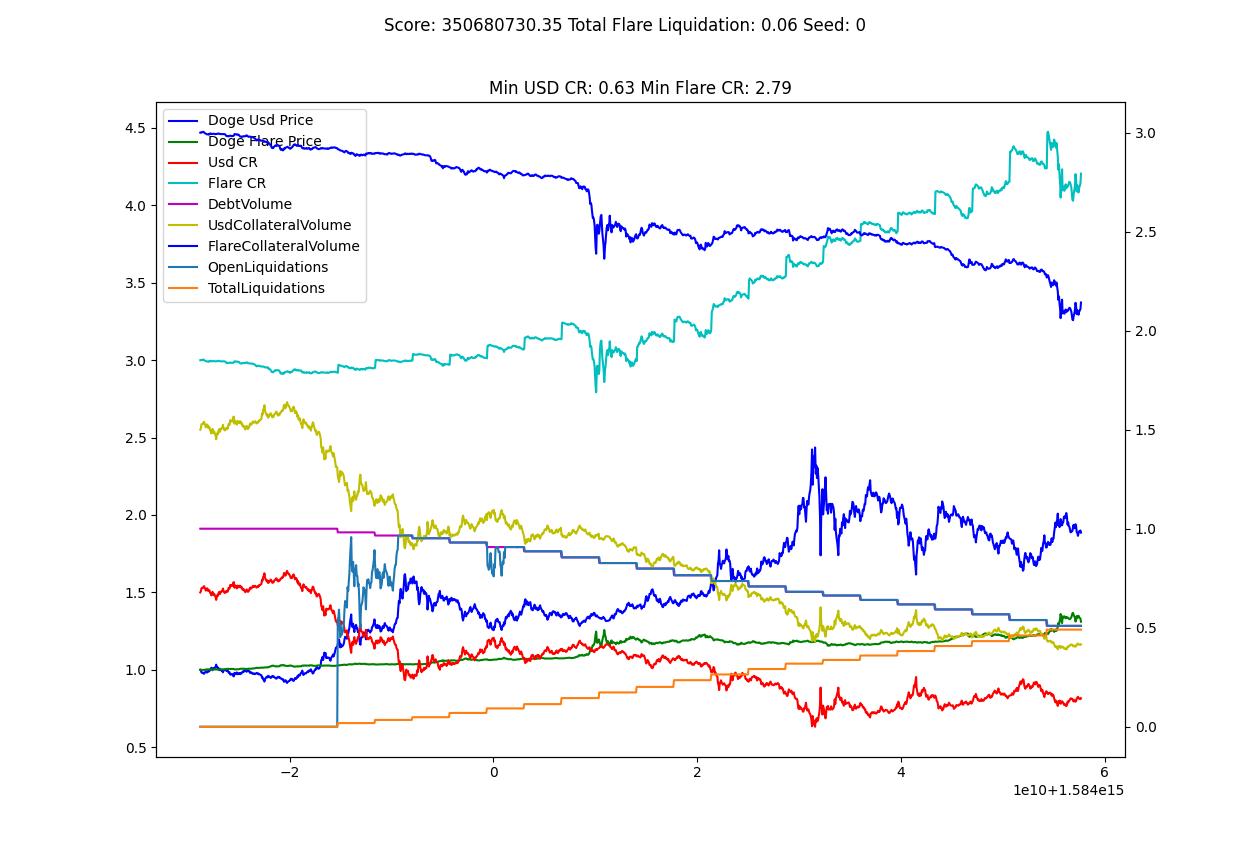 Score: 350680730.35 Total Flare Liquidation: 0.06 Seed: 0
Min USD CR: 0.63 Min Flare CR: 2.79
Doge Usd Price
Doge Flare Price
Usd CR
Flare CR
DebtVolume
UsdCollateralVolume
FlareCollateralVolume
OpenLiquidations
TotalLiquidations
4.5
4.0
3.5
3.0
2.5
2.0
1.5
1.0
0.5
3.0
2.5
2.0
1.5
1.0
0.5
0.0
−2
0
2
4
6
1e10+1.584e15